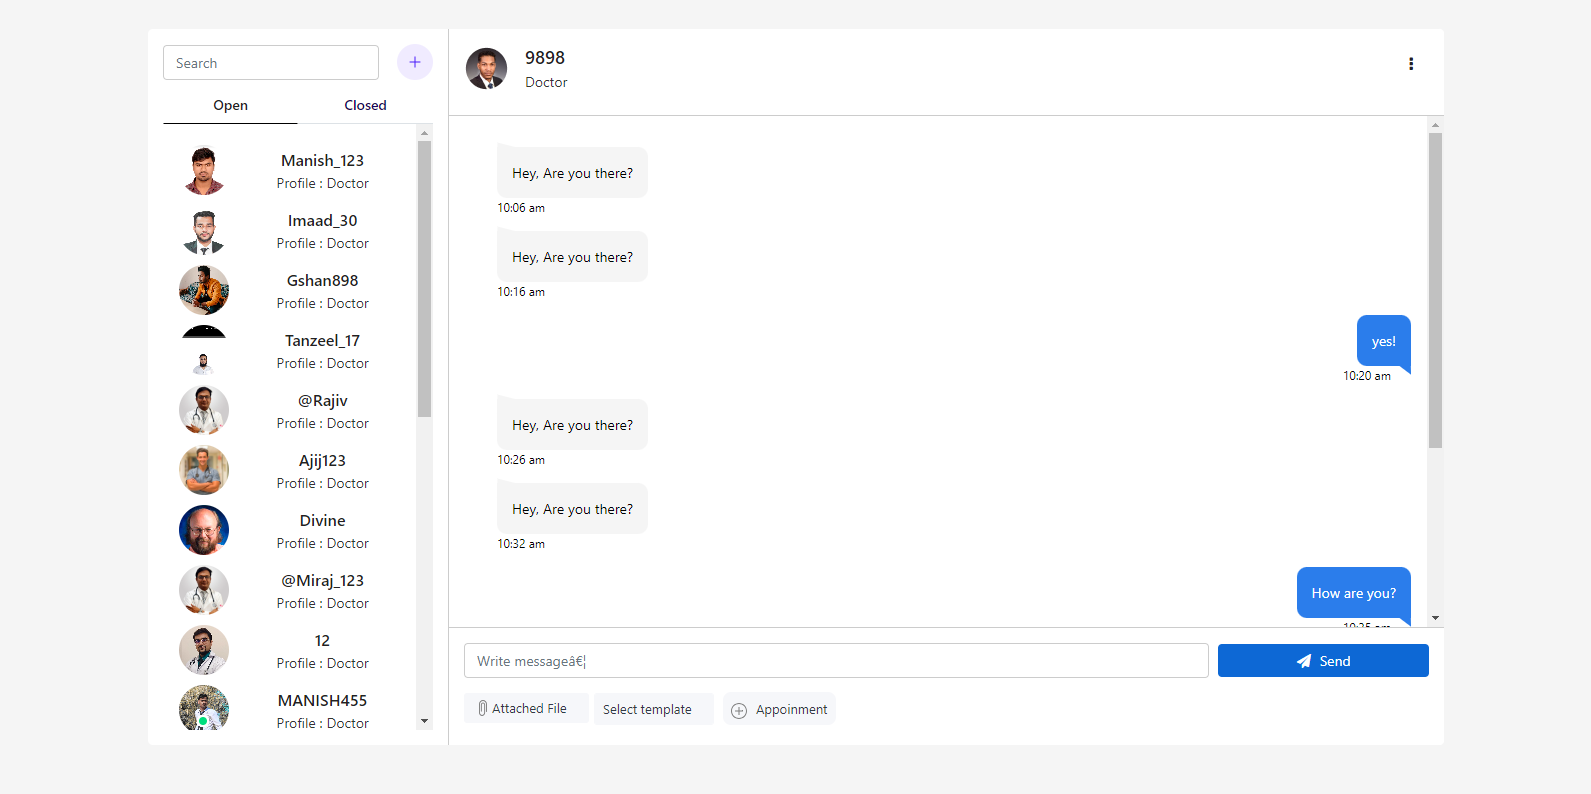 Search
+
Open Closed
Manish_123
Profile : Doctor
Imaad_30
Profile : Doctor
Gshan898
Profile : Doctor
Tanzeel_17
Profile : Doctor
@Rajiv
Profile : Doctor
Ajij123
Profile : Doctor
Divine
Profile : Doctor
@Miraj_123
Profile : Doctor
12
Profile : Doctor
MANISH455
Profile : Doctor
9898
Doctor
Hey, Are you there?
10:06 am
Hey, Are you there?
10:16 am
yes!
10:20 am
Hey, Are you there?
10:26 am
Hey, Are you there?
10:32 am
How are you?
10:35 am
Write messageâ€¦
Send
Attached File Select template Appoinment